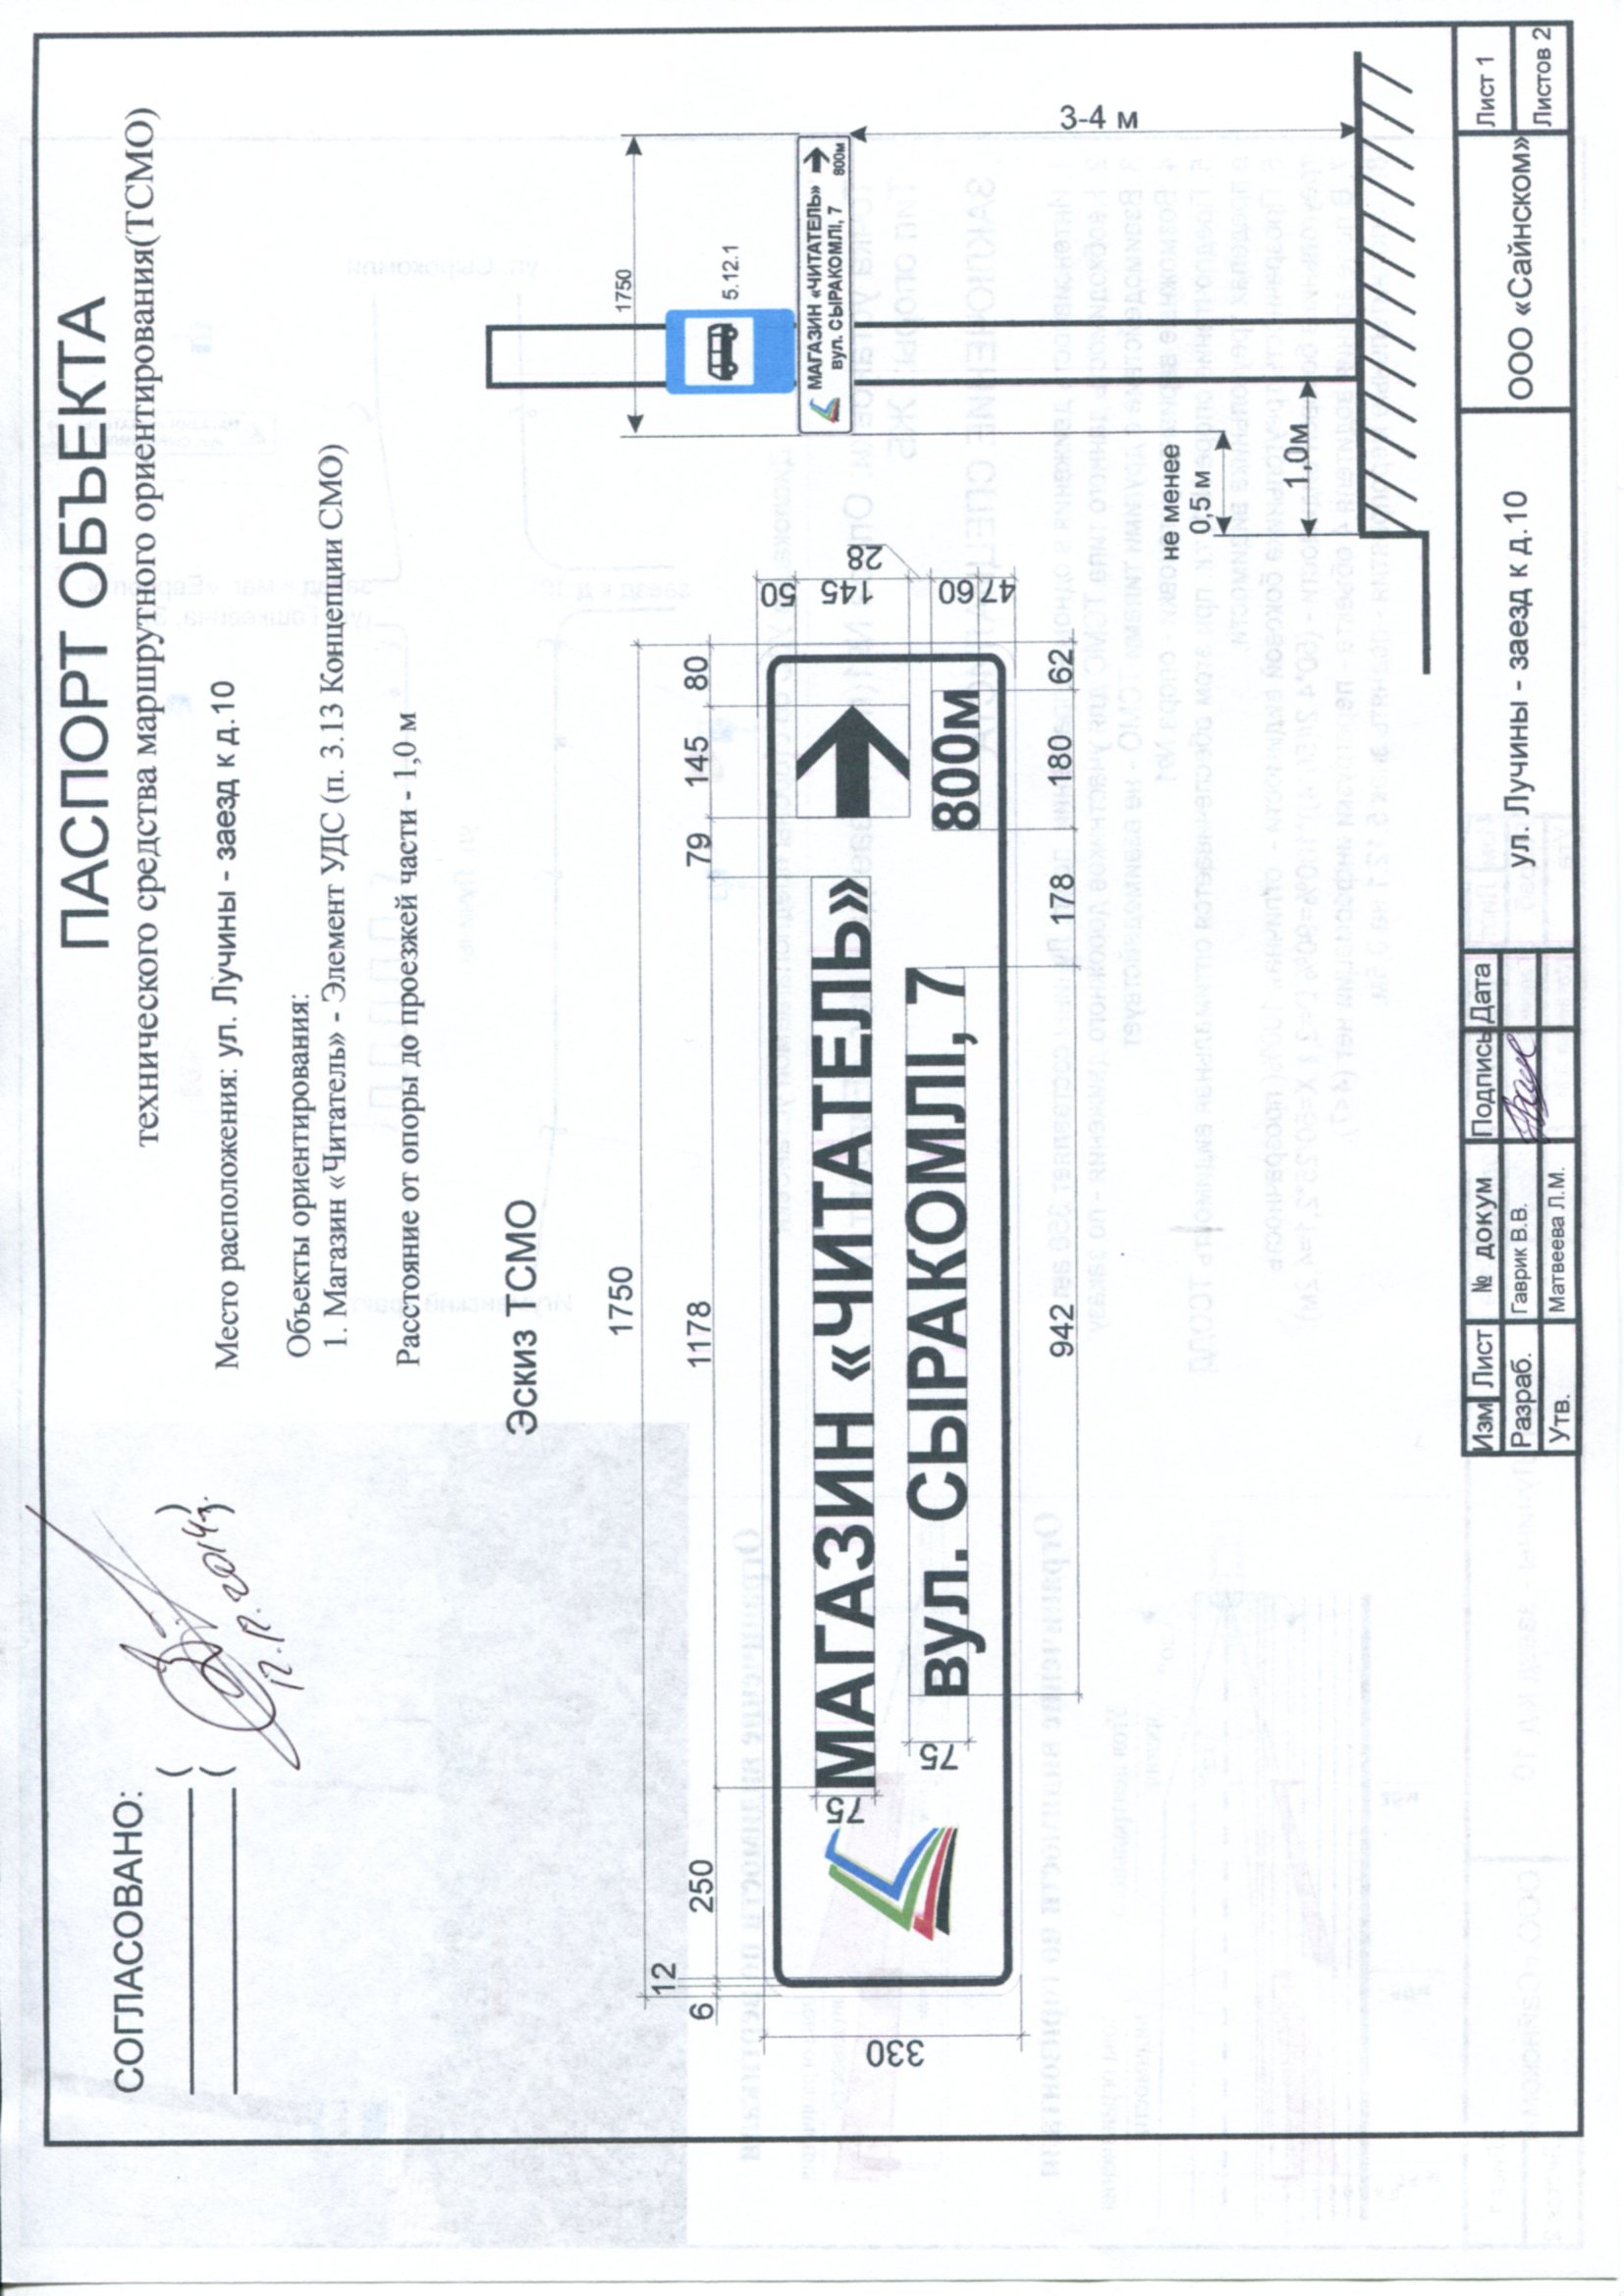 СОГЛАСОВАНО:
12.12.2014г.
ПАСПОРТ ОБЪЕКТА
технического средства маршрутного ориентирования(ТСМО)
Место расположения: ул. Лучины - заезд к д.10
Объекты ориентирования:
1. Магазин «Читатель» - Элемент УДС (п. 3.13 Концепции СМО)
Расстояние от опоры до проезжей части - 1,0 м
Эскиз ТСМО
1750
6 12 250 1178 79 145 80
330
75
МАГАЗИН «ЧИТАТЕЛЬ»
75
вул. СЫРАКОМЛІ, 7
800м
50
145
28
60
47
942 178 180 62
1750
5.12.1
МАГАЗИН «ЧИТАТЕЛЬ»
вул. СЫРАКОМЛІ, 7 800м
3-4 м
не менее
0,5 м
1,0м
Изм Лист № докум Подпись Дата
Разраб. Гаврик В.В.
Утв. Матвеева Л.М.
ул. Лучины - заезд к д.10
ООО «Сайнском»
Лист 1
Листов 2